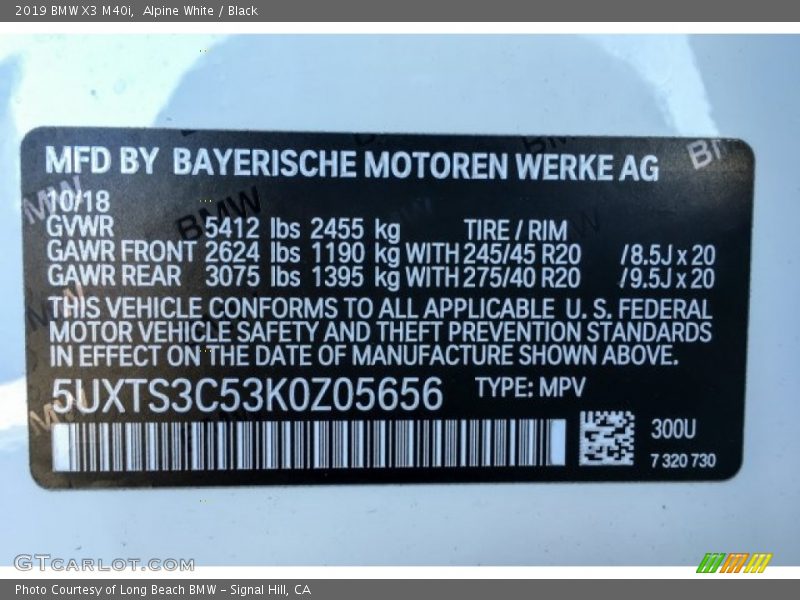 2019 BMW X3 M40i, Alpine White / Black
MFD BY BAYERISCHE MOTOREN WERKE AG
10/18
GVWR 5412 lbs 2455 kg TIRE / RIM
GAWR FRONT 2624 lbs 1190 kg WITH 245/45 R20 /8.5J x 20
GAWR REAR 3075 lbs 1395 kg WITH 275/40 R20 /9.5J x 20
THIS VEHICLE CONFORMS TO ALL APPLICABLE U. S. FEDERAL
MOTOR VEHICLE SAFETY AND THEFT PREVENTION STANDARDS
IN EFFECT ON THE DATE OF MANUFACTURE SHOWN ABOVE.
5UXTS3C53K0Z05656 TYPE: MPV
300U
7 320 730
GTCARLOT.COM
Photo Courtesy of Long Beach BMW - Signal Hill, CA